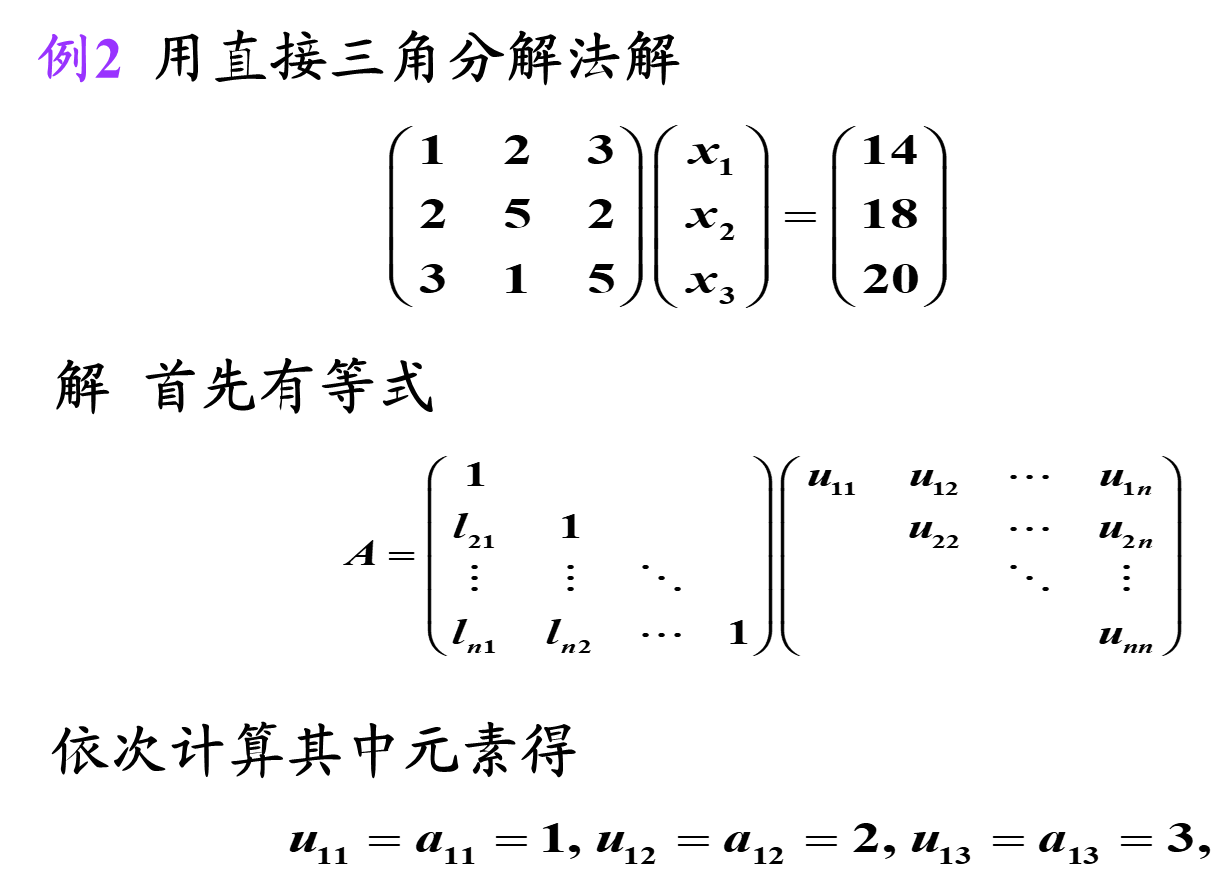 例2 用直接三角分解法解
( 1 2 3 ) ( x₁ ) ( 14 )
( 2 5 2 ) ( x₂ ) = ( 18 )
( 3 1 5 ) ( x₃ ) ( 20 )
解 首先有等式
( 1 ) ( u₁₁ u₁₂ ⋯ u₁ₙ )
A = ( l₂₁ 1 ) ( u₂₂ ⋯ u₂ₙ )
( ⋮ ⋮ ⋱ ) ( ⋱ ⋮ )
( lₙ₁ lₙ₂ ⋯ 1 ) ( uₙₙ )
依次计算其中元素得
u₁₁ = a₁₁ = 1, u₁₂ = a₁₂ = 2, u₁₃ = a₁₃ = 3,